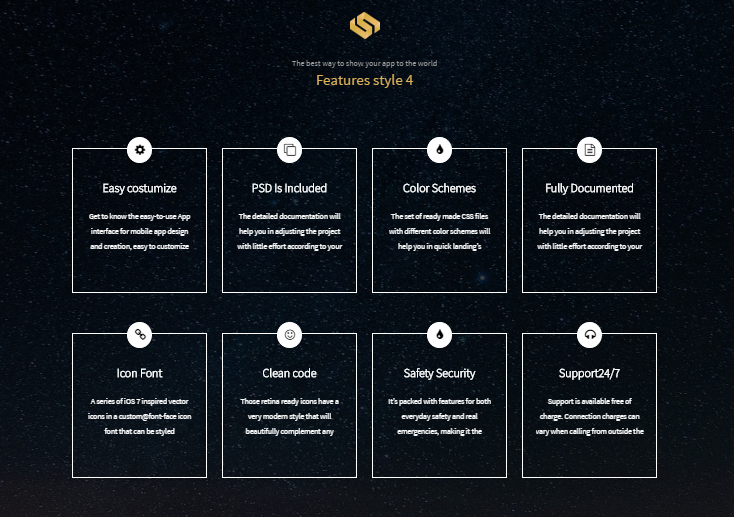 The best way to show your app to the world
Features style 4
Easy costumize
Get to know the easy-to-use App
interface for mobile app design
and creation, easy to customize
PSD Is Included
The detailed documentation will
help you in adjusting the project
with little effort according to your
Color Schemes
The set of ready made CSS files
with different color schemes will
help you in quick landing's
Fully Documented
The detailed documentation will
help you in adjusting the project
with little effort according to your
Icon Font
A series of iOS 7 inspired vector
icons in a custom@font-face icon
font that can be styled
Clean code
Those retina ready icons have a
very modern style that will
beautifully complement any
Safety Security
It's packed with features for both
everyday safety and real
emergencies, making it the
Support24/7
Support is available free of
charge. Connection charges can
vary when calling from outside the